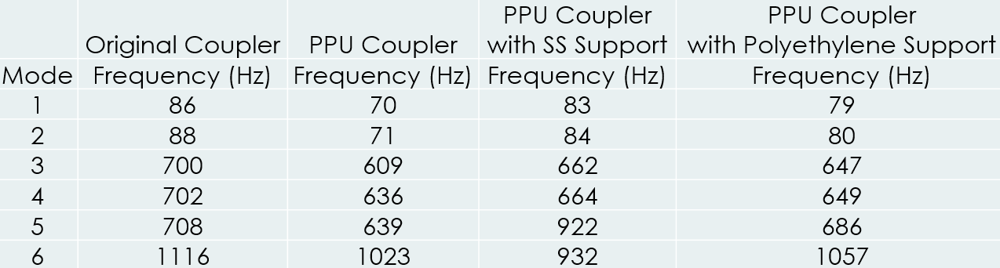 PPU Coupler PPU Coupler
Original Coupler PPU Coupler with SS Support with Polyethylene Support
Mode Frequency (Hz) Frequency (Hz) Frequency (Hz) Frequency (Hz)
1 86 70 83 79
2 88 71 84 80
3 700 609 662 647
4 702 636 664 649
5 708 639 922 686
6 1116 1023 932 1057